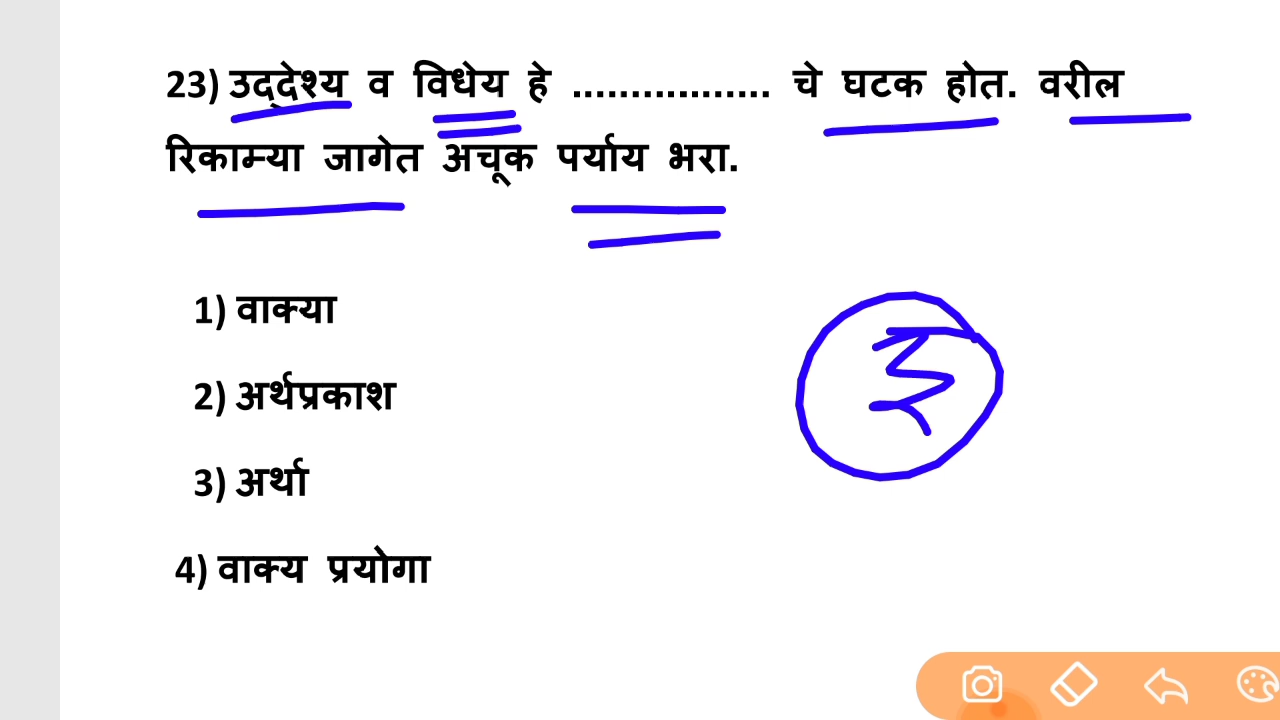 23) उद्देश्य व विधेय हे ................. चे घटक होत. वरील
रिकाम्या जागेत अचूक पर्याय भरा.
1) वाक्या
2) अर्थप्रकाश
3) अर्था
4) वाक्य प्रयोगा